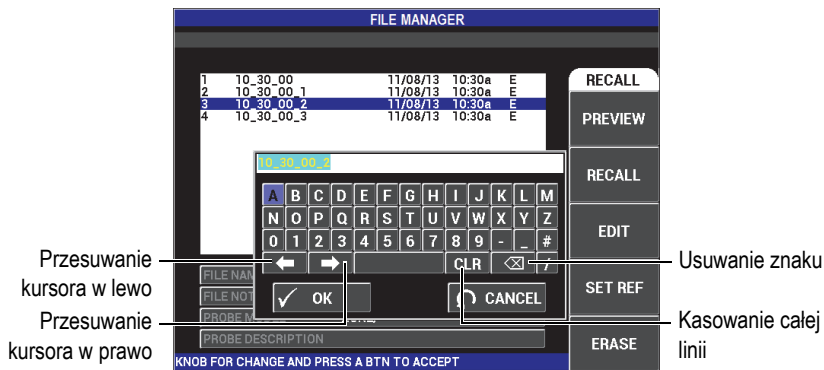 FILE MANAGER
1 10_30_00 11/08/13 10:30a E
2 10_30_00_1 11/08/13 10:30a E
3 10_30_00_2 11/08/13 10:30a E
4 10_30_00_3 11/08/13 10:30a E
RECALL
PREVIEW
RECALL
EDIT
SET REF
ERASE
10_30_00_2
A B C D E F G H I J K L M
N O P Q R S T U V W X Y Z
0 1 2 3 4 5 6 7 8 9 - _ #
CLR /
OK CANCEL
FILE NAM
FILE NOT
PROBE DESCRIPTION
KNOB FOR CHANGE AND PRESS A BTN TO ACCEPT
Przesuwanie
kursora w lewo
Przesuwanie
kursora w prawo
Usuwanie znaku
Kasowanie całej
linii